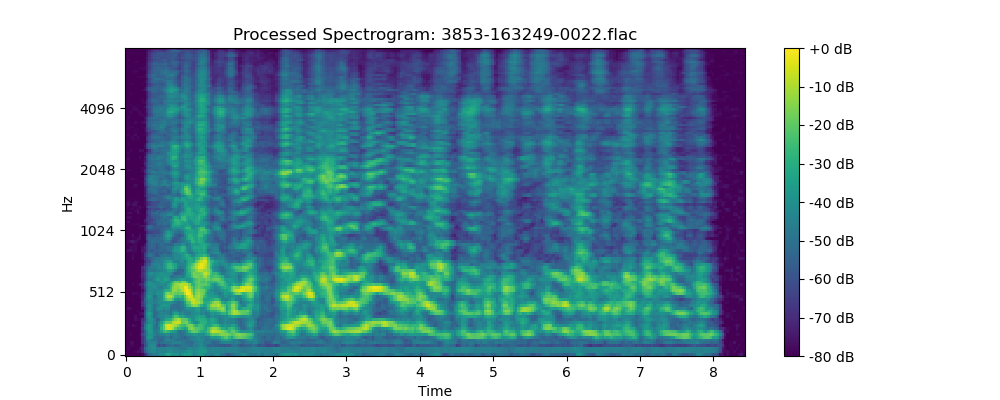 Processed Spectrogram: 3853-163249-0022.flac
Hz
4096
2048
1024
512
0
0 1 2 3 4 5 6 7 8
Time
+0 dB
-10 dB
-20 dB
-30 dB
-40 dB
-50 dB
-60 dB
-70 dB
-80 dB